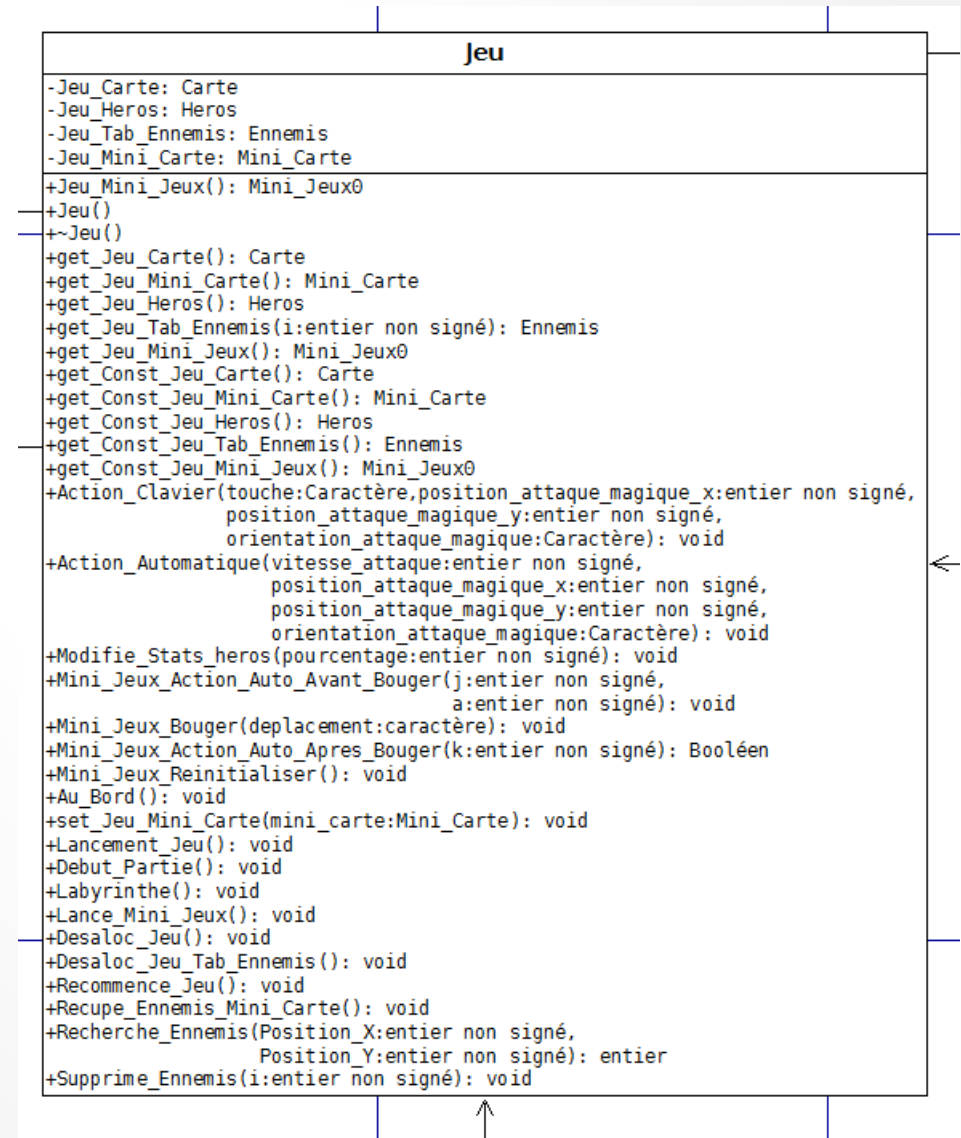 Jeu
-Jeu_Carte: Carte
-Jeu_Heros: Heros
-Jeu_Tab_Ennemis: Ennemis
-Jeu_Mini_Carte: Mini_Carte
+Jeu_Mini_Jeux(): Mini_Jeux0
+Jeu()
+~Jeu()
+get_Jeu_Carte(): Carte
+get_Jeu_Mini_Carte(): Mini_Carte
+get_Jeu_Heros(): Heros
+get_Jeu_Tab_Ennemis(i:entier non signé): Ennemis
+get_Jeu_Mini_Jeux(): Mini_Jeux0
+get_Const_Jeu_Carte(): Carte
+get_Const_Jeu_Mini_Carte(): Mini_Carte
+get_Const_Jeu_Heros(): Heros
+get_Const_Jeu_Tab_Ennemis(): Ennemis
+get_Const_Jeu_Mini_Jeux(): Mini_Jeux0
+Action_Clavier(touche:Caractère,position_attaque_magique_x:entier non signé,
position_attaque_magique_y:entier non signé,
orientation_attaque_magique:Caractère): void
+Action_Automatique(vitesse_attaque:entier non signé,
position_attaque_magique_x:entier non signé,
position_attaque_magique_y:entier non signé,
orientation_attaque_magique:Caractère): void
+Modifie_Stats_heros(pourcentage:entier non signé): void
+Mini_Jeux_Action_Auto_Avant_Bouger(j:entier non signé,
a:entier non signé): void
+Mini_Jeux_Bouger(deplacement:caractère): void
+Mini_Jeux_Action_Auto_Apres_Bouger(k:entier non signé): Booléen
+Mini_Jeux_Reinitialiser(): void
+Au_Bord(): void
+set_Jeu_Mini_Carte(mini_carte:Mini_Carte): void
+Lancement_Jeu(): void
+Debut_Partie(): void
+Labyrinthe(): void
+Lance_Mini_Jeux(): void
+Desaloc_Jeu(): void
+Desaloc_Jeu_Tab_Ennemis(): void
+Recommence_Jeu(): void
+Recupe_Ennemis_Mini_Carte(): void
+Recherche_Ennemis(Position_X:entier non signé,
Position_Y:entier non signé): entier
+Supprime_Ennemis(i:entier non signé): void